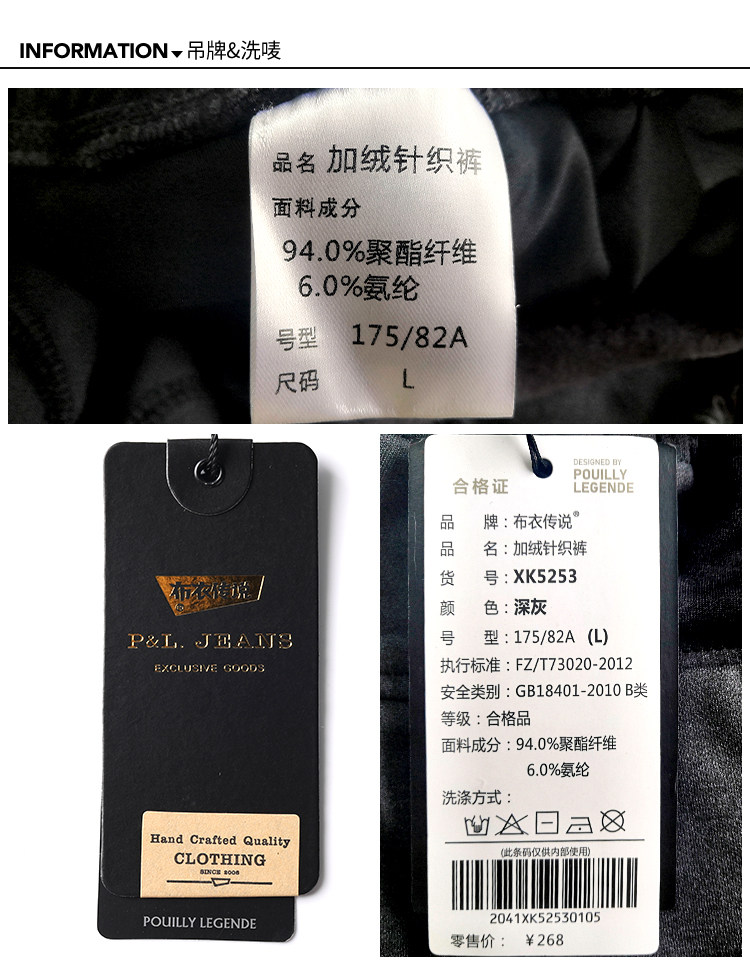 INFORMATION 吊牌&洗唛
品名 加绒针织裤
面料成分
94.0%聚酯纤维
6.0%氨纶
号型 175/82A
尺码 L
布衣传说
®
P&L JEANS
EXCLUSIVE GOODS
Hand Crafted Quality
CLOTHING
SINCE 2006
POUILLY LEGENDE
合格证
DESIGNED BY
POUILLY
LEGENDE
品 牌：布衣传说®
品 名：加绒针织裤
货 号：XK5253
颜 色：深灰
号 型：175/82A (L)
执行标准：FZ/T73020-2012
安全类别：GB18401-2010 B类
等级：合格品
面料成分：94.0%聚酯纤维
6.0%氨纶
洗涤方式：
(此条码仅供内部使用)
2041XK52530105
零售价： ¥268